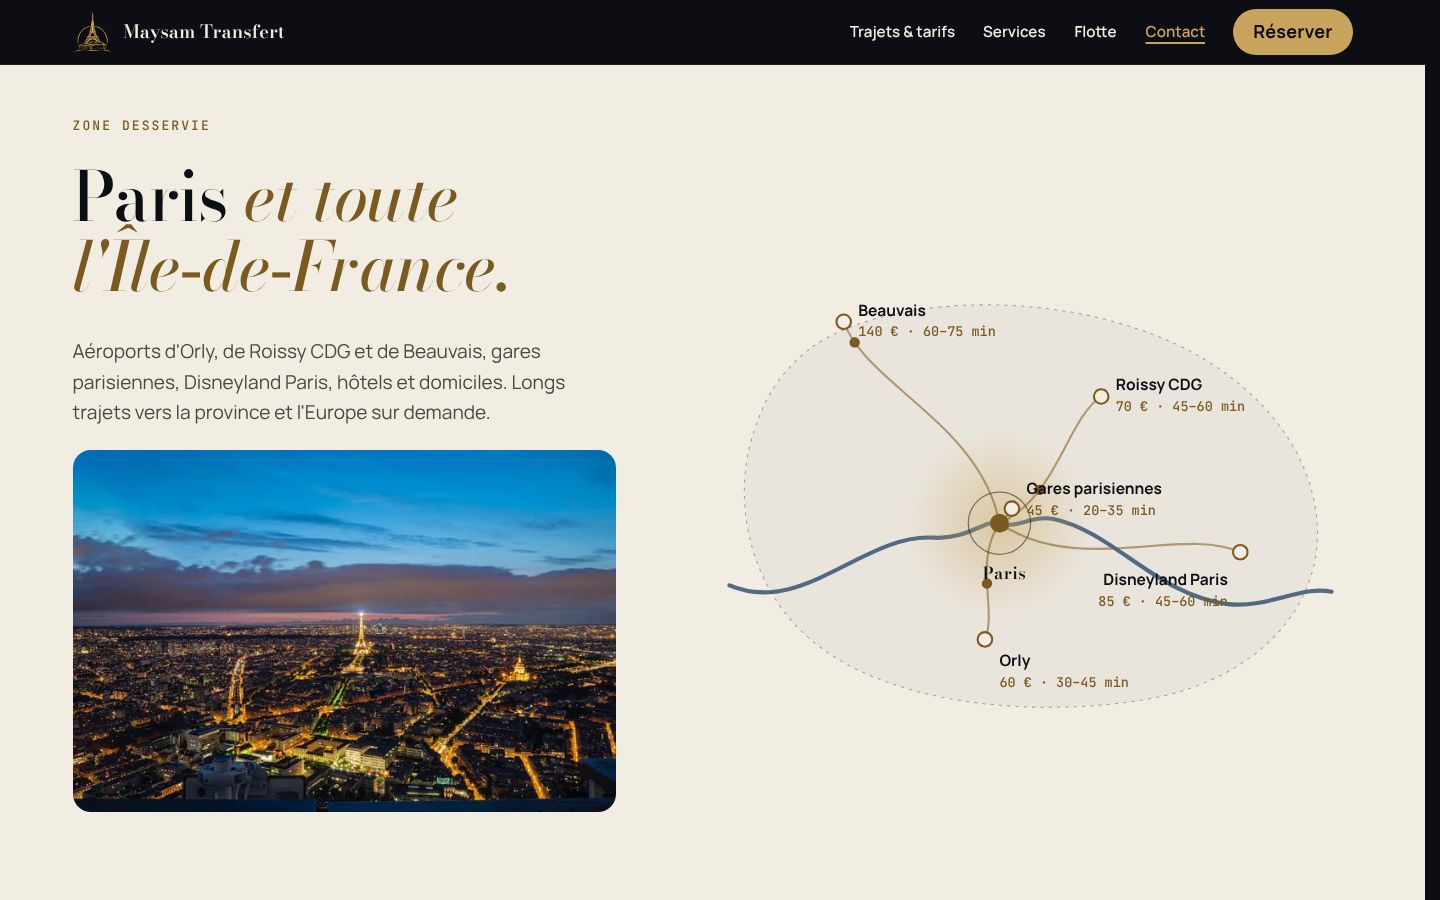 Maysam Transfert
Trajets & tarifs
Services
Flotte
Contact
Réserver
ZONE DESSERVIE
Paris et toute
l'Île-de-France.
Aéroports d'Orly, de Roissy CDG et de Beauvais, gares
parisiennes, Disneyland Paris, hôtels et domiciles. Longs
trajets vers la province et l'Europe sur demande.
Beauvais
140 € · 60–75 min
Roissy CDG
70 € · 45–60 min
Gares parisiennes
45 € · 20–35 min
Paris
Disneyland Paris
85 € · 45–60 min
Orly
60 € · 30–45 min